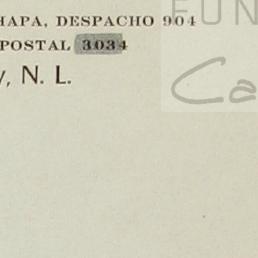 HAPA, DESPACHO 904
POSTAL 3034
y, N. L.
FUN
Ca